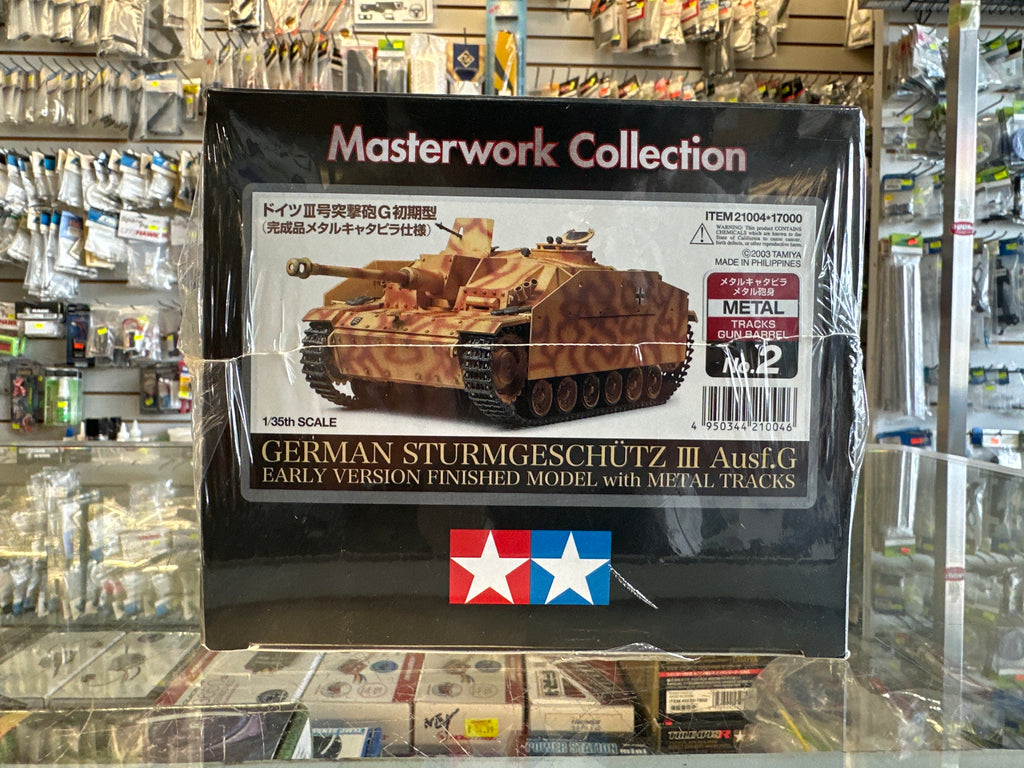 Masterwork Collection
ドイツⅢ号突撃砲G初期型
(完成品メタルキャタピラ仕様)
ITEM 21004*17000
WARNING: This product CONTAINS
CHEMICALS which are known to the
State of California to cause cancer,
birth defects, or other reproductive harm.
©2003 TAMIYA
MADE IN PHILIPPINES
メタルキャタピラ
メタル砲身
METAL
TRACKS
GUN BARREL
No.2
1/35th SCALE
4 950344 210046
GERMAN STURMGESCHÜTZ Ⅲ Ausf.G
EARLY VERSION FINISHED MODEL with METAL TRACKS
POWER STATION
mini